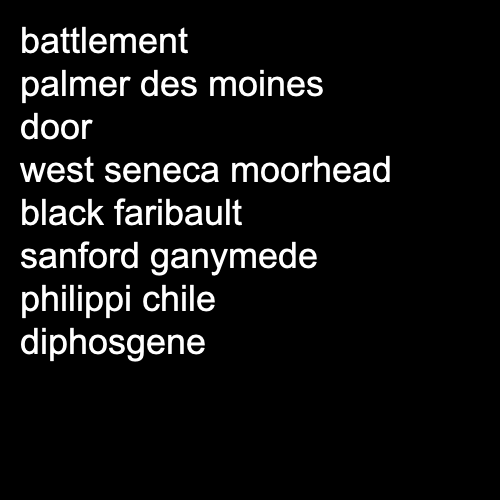 battlement
palmer des moines
door
west seneca moorhead
black faribault
sanford ganymede
philippi chile
diphosgene